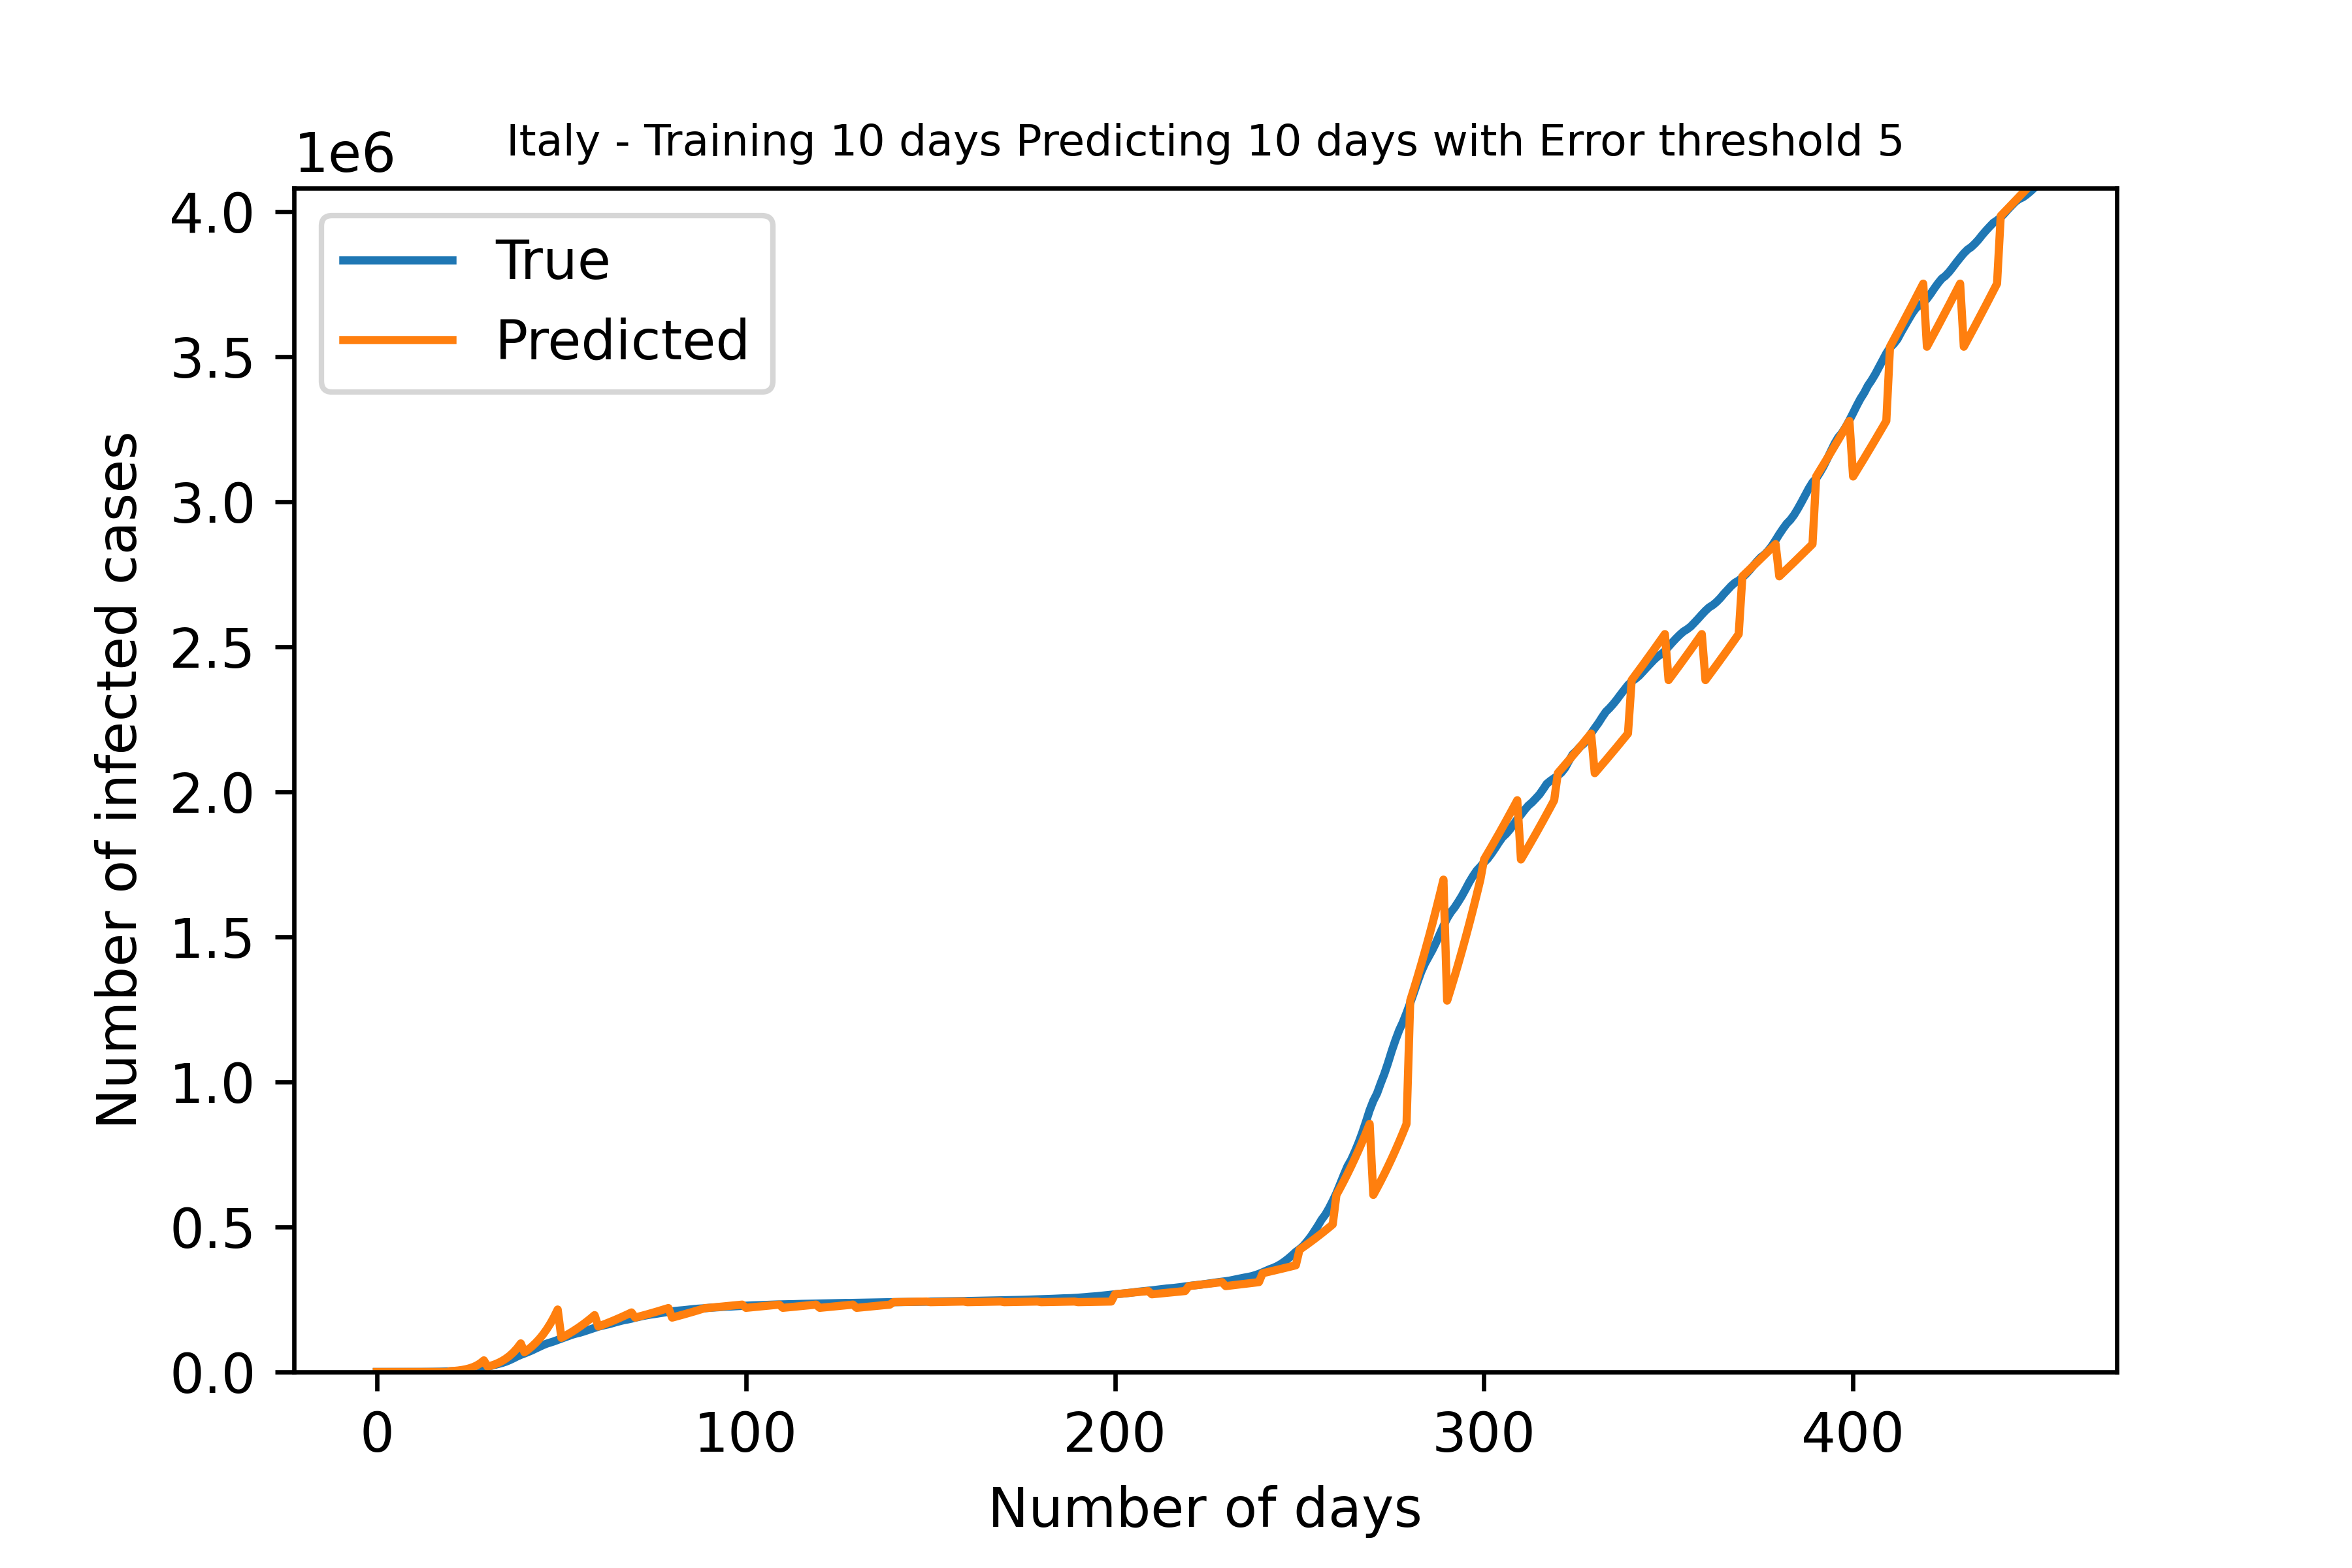 Italy - Training 10 days Predicting 10 days with Error threshold 5
1e6
True
Predicted
4.0
3.5
3.0
2.5
2.0
1.5
1.0
0.5
0.0
Number of infected cases
0 100 200 300 400
Number of days